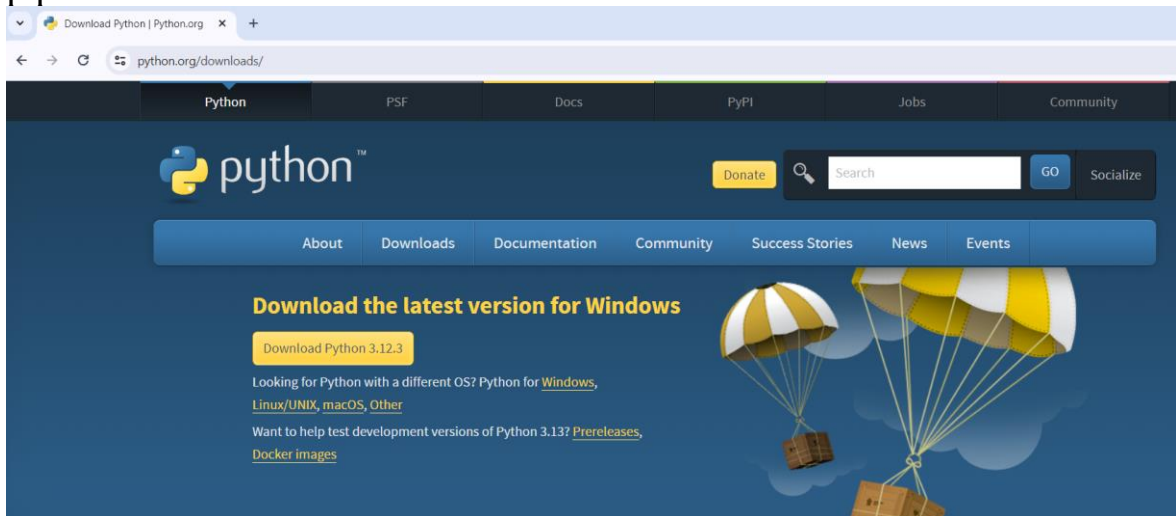 Download Python | Python.org
python.org/downloads/
Python PSF Docs PyPI Jobs Community
python™
Donate Search GO Socialize
About Downloads Documentation Community Success Stories News Events
Download the latest version for Windows
Download Python 3.12.3
Looking for Python with a different OS? Python for Windows,
Linux/UNIX, macOS, Other
Want to help test development versions of Python 3.13? Prereleases,
Docker images